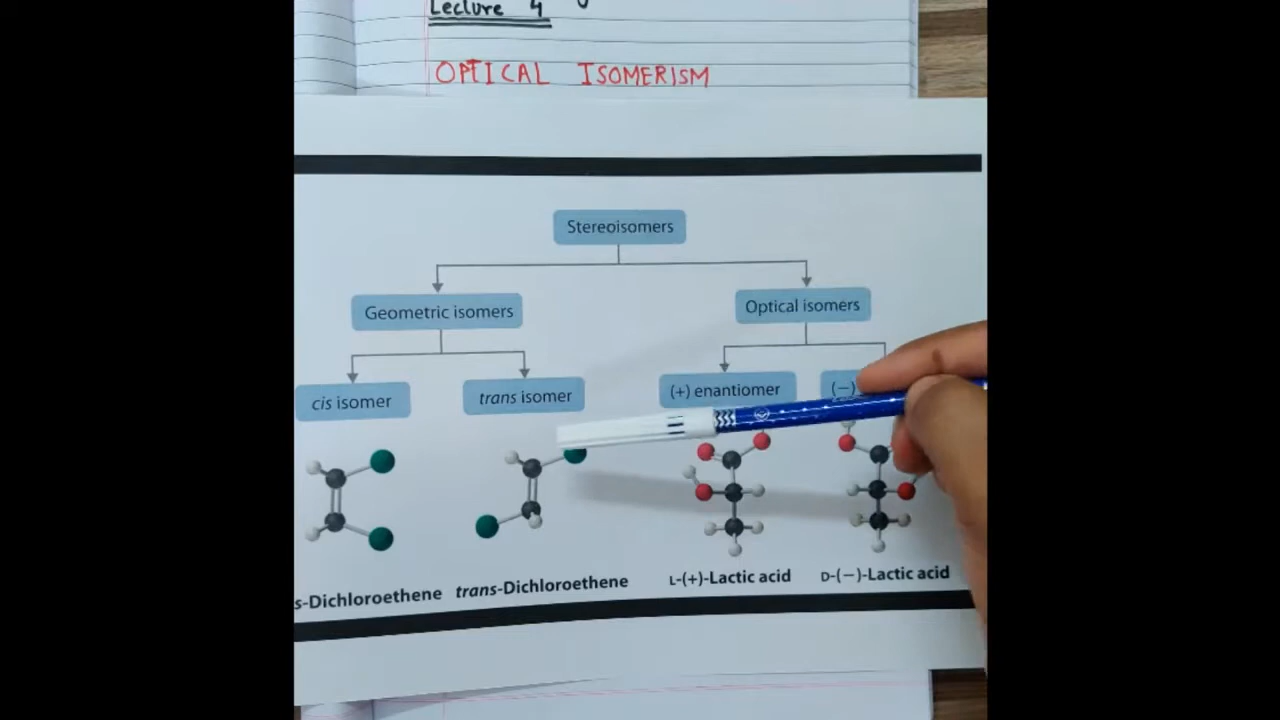 Lecture 4
OPTICAL ISOMERISM
Stereoisomers
Geometric isomers
Optical isomers
cis isomer
trans isomer
(+) enantiomer
(−)
s-Dichloroethene
trans-Dichloroethene
L-(+)-Lactic acid
D-(−)-Lactic acid